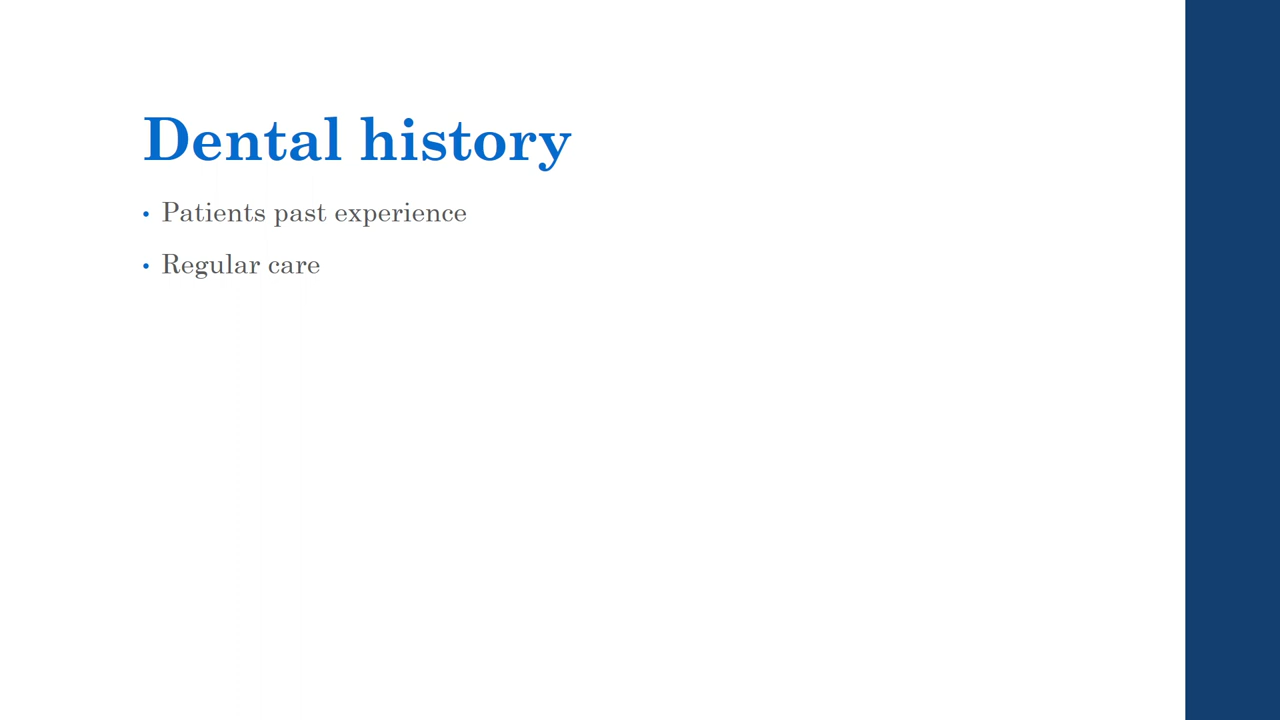 Dental history
• Patients past experience
• Regular care